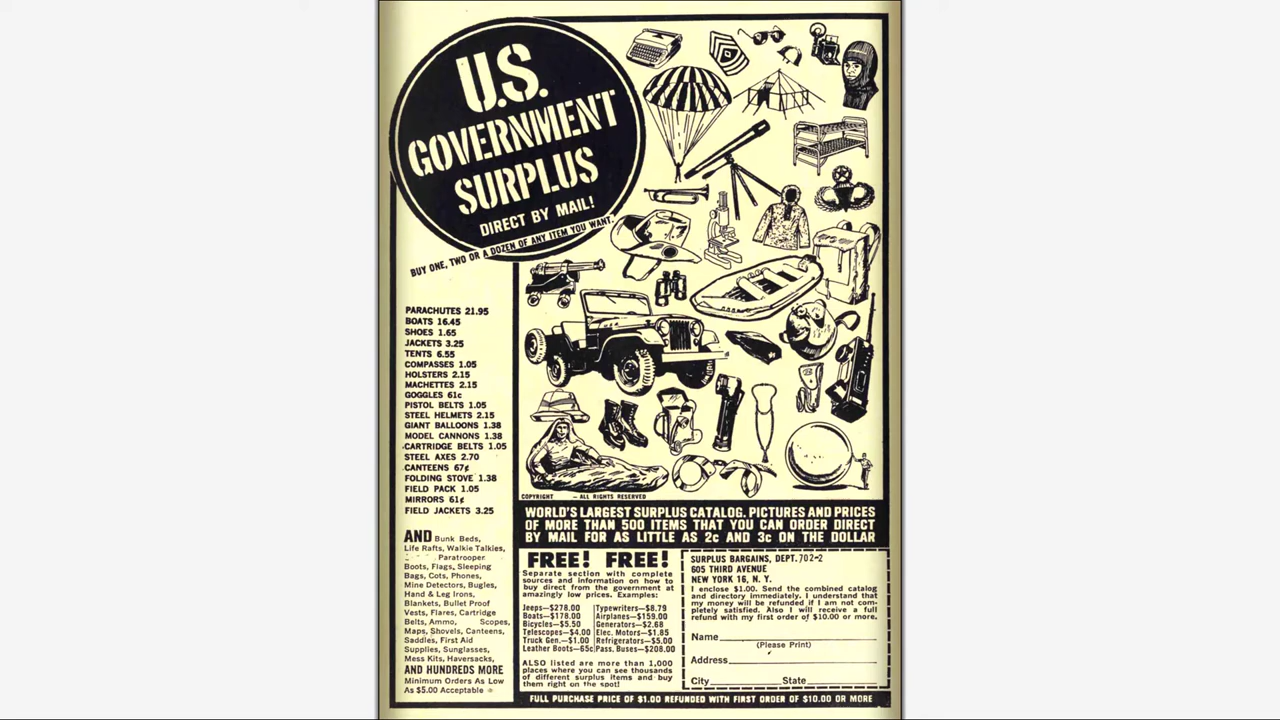 U.S.
GOVERNMENT
SURPLUS
DIRECT BY MAIL!
BUY ONE, TWO OR A DOZEN OF ANY ITEM YOU WANT.
PARACHUTES 21.95
BOATS 16.45
SHOES 1.65
JACKETS 3.25
TENTS 6.55
COMPASSES 1.05
HOLSTERS 2.15
MACHETTES 2.15
GOGGLES 61c
PISTOL BELTS 1.05
STEEL HELMETS 2.15
GIANT BALLOONS 1.38
MODEL CANNONS 1.38
CARTRIDGE BELTS 1.05
STEEL AXES 2.70
CANTEENS 67¢
FOLDING STOVE 1.38
FIELD PACK 1.05
MIRRORS 61¢
FIELD JACKETS 3.25
AND Bunk Beds,
Life Rafts, Walkie Talkies,
Paratrooper
Boots, Flags, Sleeping
Bags, Cots, Phones,
Mine Detectors, Bugles,
Hand & Leg Irons,
Blankets, Bullet Proof
Vests, Flares, Cartridge
Belts, Ammo, Scopes,
Maps, Shovels, Canteens,
Saddles, First Aid
Supplies, Sunglasses,
Mess Kits, Haversacks,
AND HUNDREDS MORE
Minimum Orders As Low
As $5.00 Acceptable
COPYRIGHT — ALL RIGHTS RESERVED
WORLD'S LARGEST SURPLUS CATALOG. PICTURES AND PRICES
OF MORE THAN 500 ITEMS THAT YOU CAN ORDER DIRECT
BY MAIL FOR AS LITTLE AS 2c AND 3c ON THE DOLLAR
FREE! FREE!
Separate section with complete
sources and information on how to
buy direct from the government at
amazingly low prices. Examples:
Jeeps—$278.00
Boats—$178.00
Bicycles—$5.50
Telescopes—$4.00
Truck Gen.—$1.00
Leather Boots—65c
Typewriters—$8.79
Airplanes—$159.00
Generators—$2.68
Elec. Motors—$1.85
Refrigerators—$5.00
Pass. Buses—$208.00
ALSO listed are more than 1,000
places where you can see thousands
of different surplus items and buy
them right on the spot!
SURPLUS BARGAINS, DEPT. 702-2
605 THIRD AVENUE
NEW YORK 16, N. Y.
I enclose $1.00. Send the combined catalog
and directory immediately. I understand that
my money will be refunded if I am not com-
pletely satisfied. Also I will receive a full
refund with my first order of $10.00 or more.
Name
(Please Print)
Address
City State
FULL PURCHASE PRICE OF $1.00 REFUNDED WITH FIRST ORDER OF $10.00 OR MORE